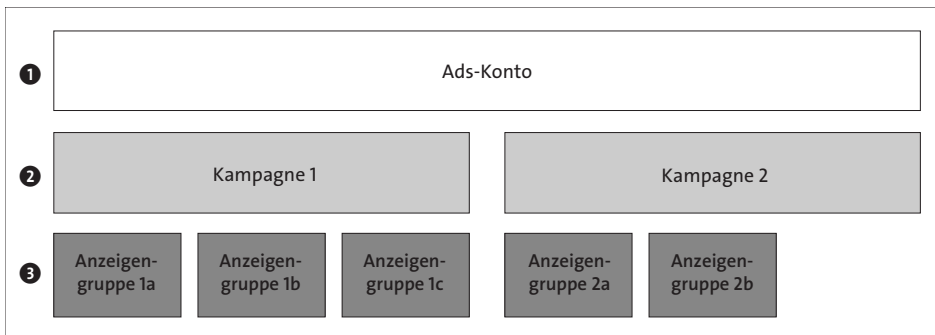 ❶ Ads-Konto
❷ Kampagne 1 Kampagne 2
❸ Anzeigen- Anzeigen- Anzeigen- Anzeigen- Anzeigen-
gruppe 1a gruppe 1b gruppe 1c gruppe 2a gruppe 2b